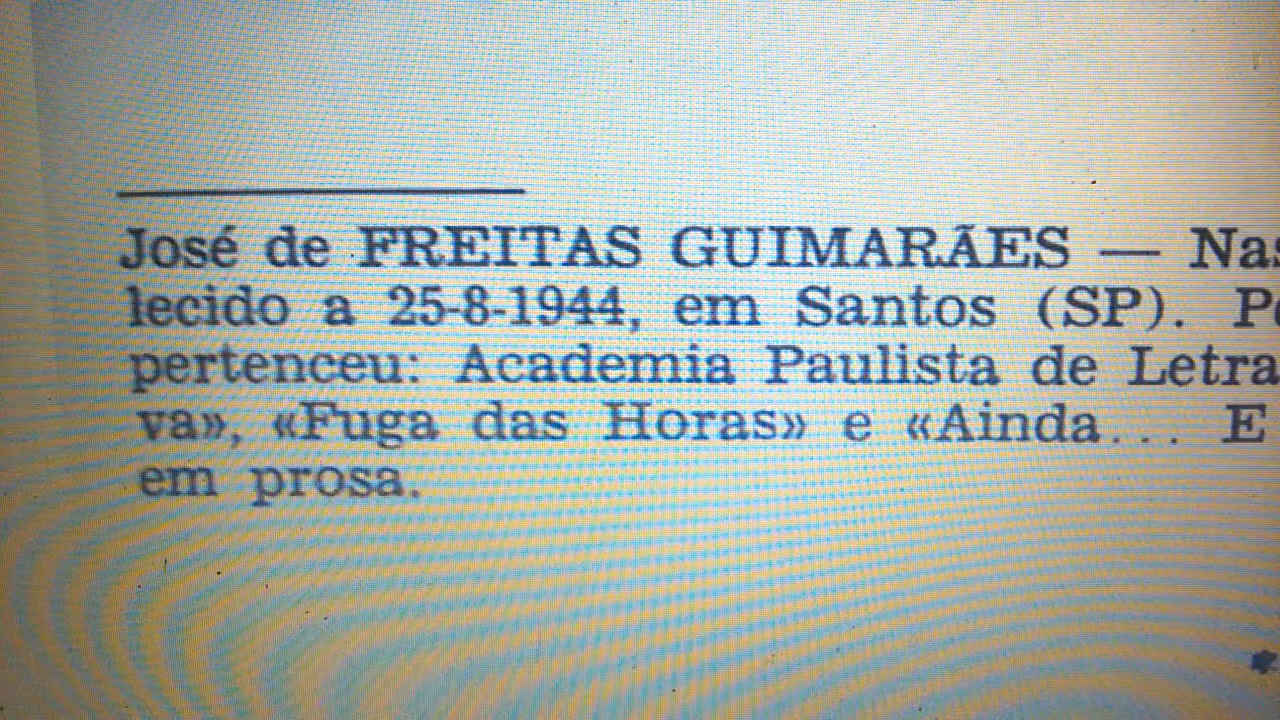 José de FREITAS GUIMARÃES — Nas
lecido a 25-8-1944, em Santos (SP). P
pertenceu: Academia Paulista de Letra
va», «Fuga das Horas» e «Ainda... E
em prosa.
*